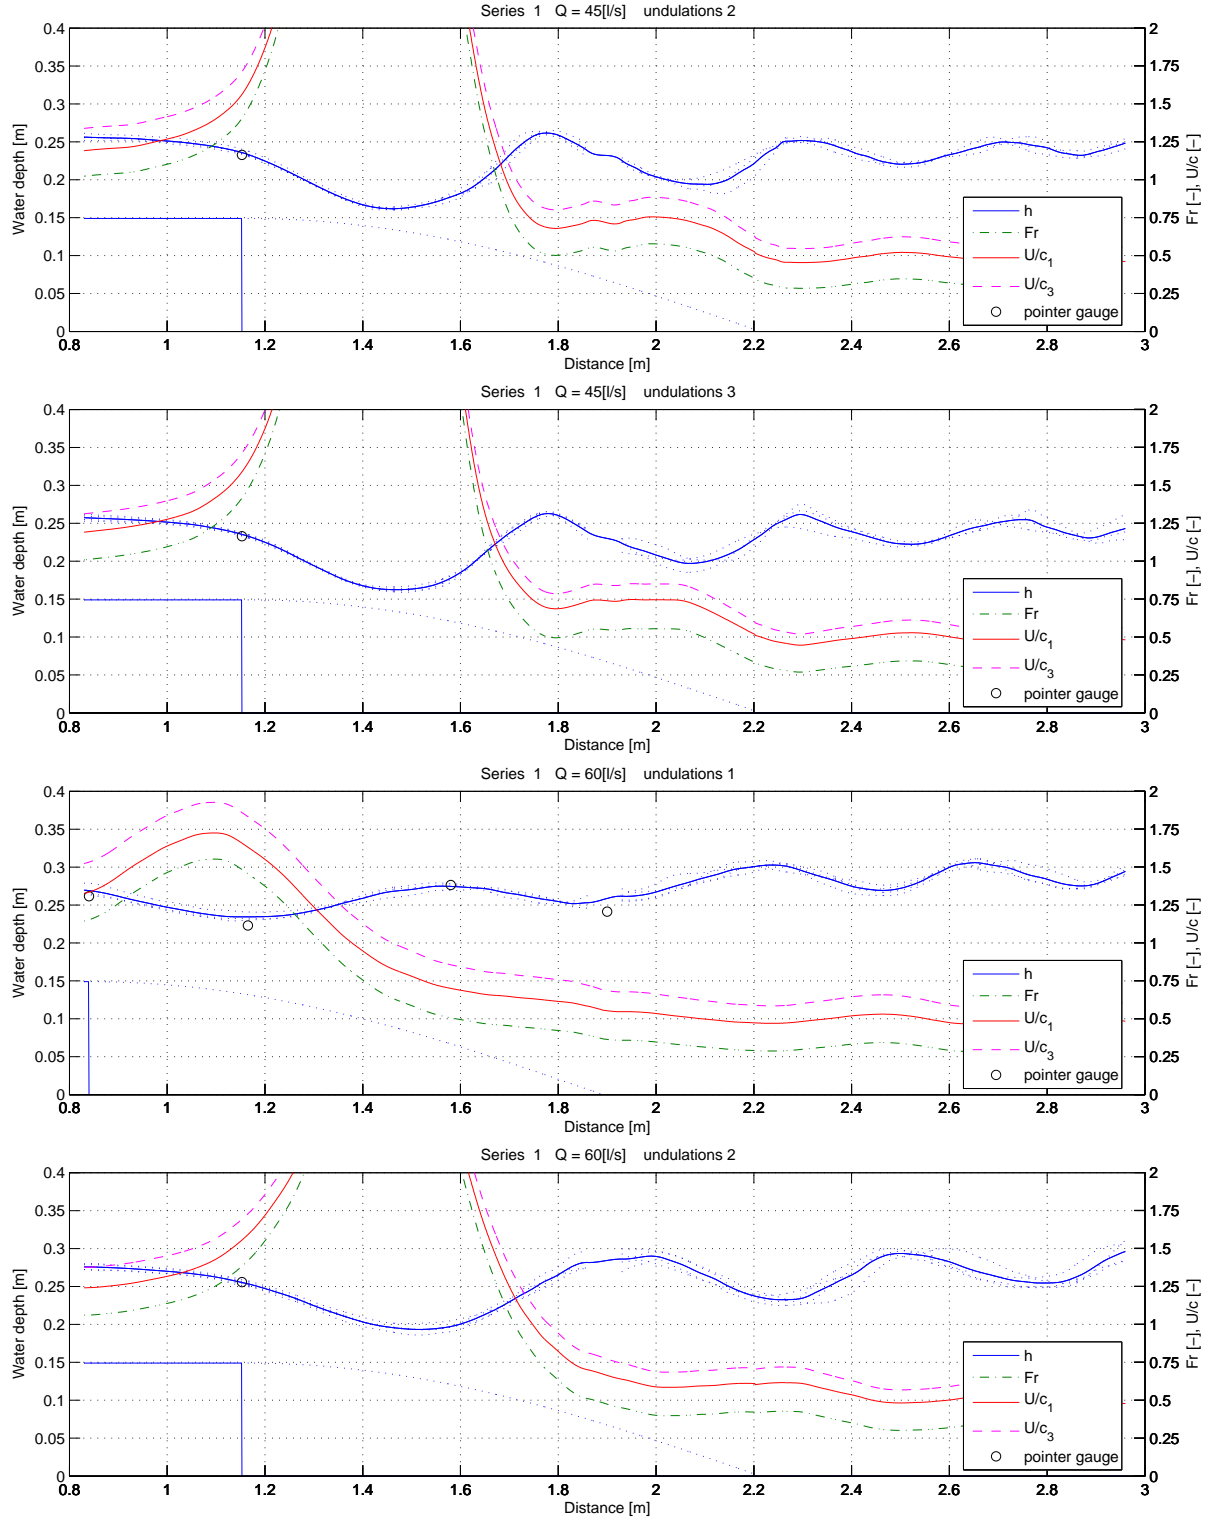 Series 1 Q = 45[l/s] undulations 2
0.4 2
0.35 1.75
0.3 1.5
0.25 1.25
0.2 1
0.15 0.75
0.1 0.5
0.05 0.25
0 0
Water depth [m]
Fr [−], U/c [−]
h
Fr
U/c1
U/c3
pointer gauge
0.8 1 1.2 1.4 1.6 1.8 2 2.2 2.4 2.6 2.8 3
Distance [m]
Series 1 Q = 45[l/s] undulations 3
0.4 2
0.35 1.75
0.3 1.5
0.25 1.25
0.2 1
0.15 0.75
0.1 0.5
0.05 0.25
0 0
Water depth [m]
Fr [−], U/c [−]
h
Fr
U/c1
U/c3
pointer gauge
0.8 1 1.2 1.4 1.6 1.8 2 2.2 2.4 2.6 2.8 3
Distance [m]
Series 1 Q = 60[l/s] undulations 1
0.4 2
0.35 1.75
0.3 1.5
0.25 1.25
0.2 1
0.15 0.75
0.1 0.5
0.05 0.25
0 0
Water depth [m]
Fr [−], U/c [−]
h
Fr
U/c1
U/c3
pointer gauge
0.8 1 1.2 1.4 1.6 1.8 2 2.2 2.4 2.6 2.8 3
Distance [m]
Series 1 Q = 60[l/s] undulations 2
0.4 2
0.35 1.75
0.3 1.5
0.25 1.25
0.2 1
0.15 0.75
0.1 0.5
0.05 0.25
0 0
Water depth [m]
Fr [−], U/c [−]
h
Fr
U/c1
U/c3
pointer gauge
0.8 1 1.2 1.4 1.6 1.8 2 2.2 2.4 2.6 2.8 3
Distance [m]